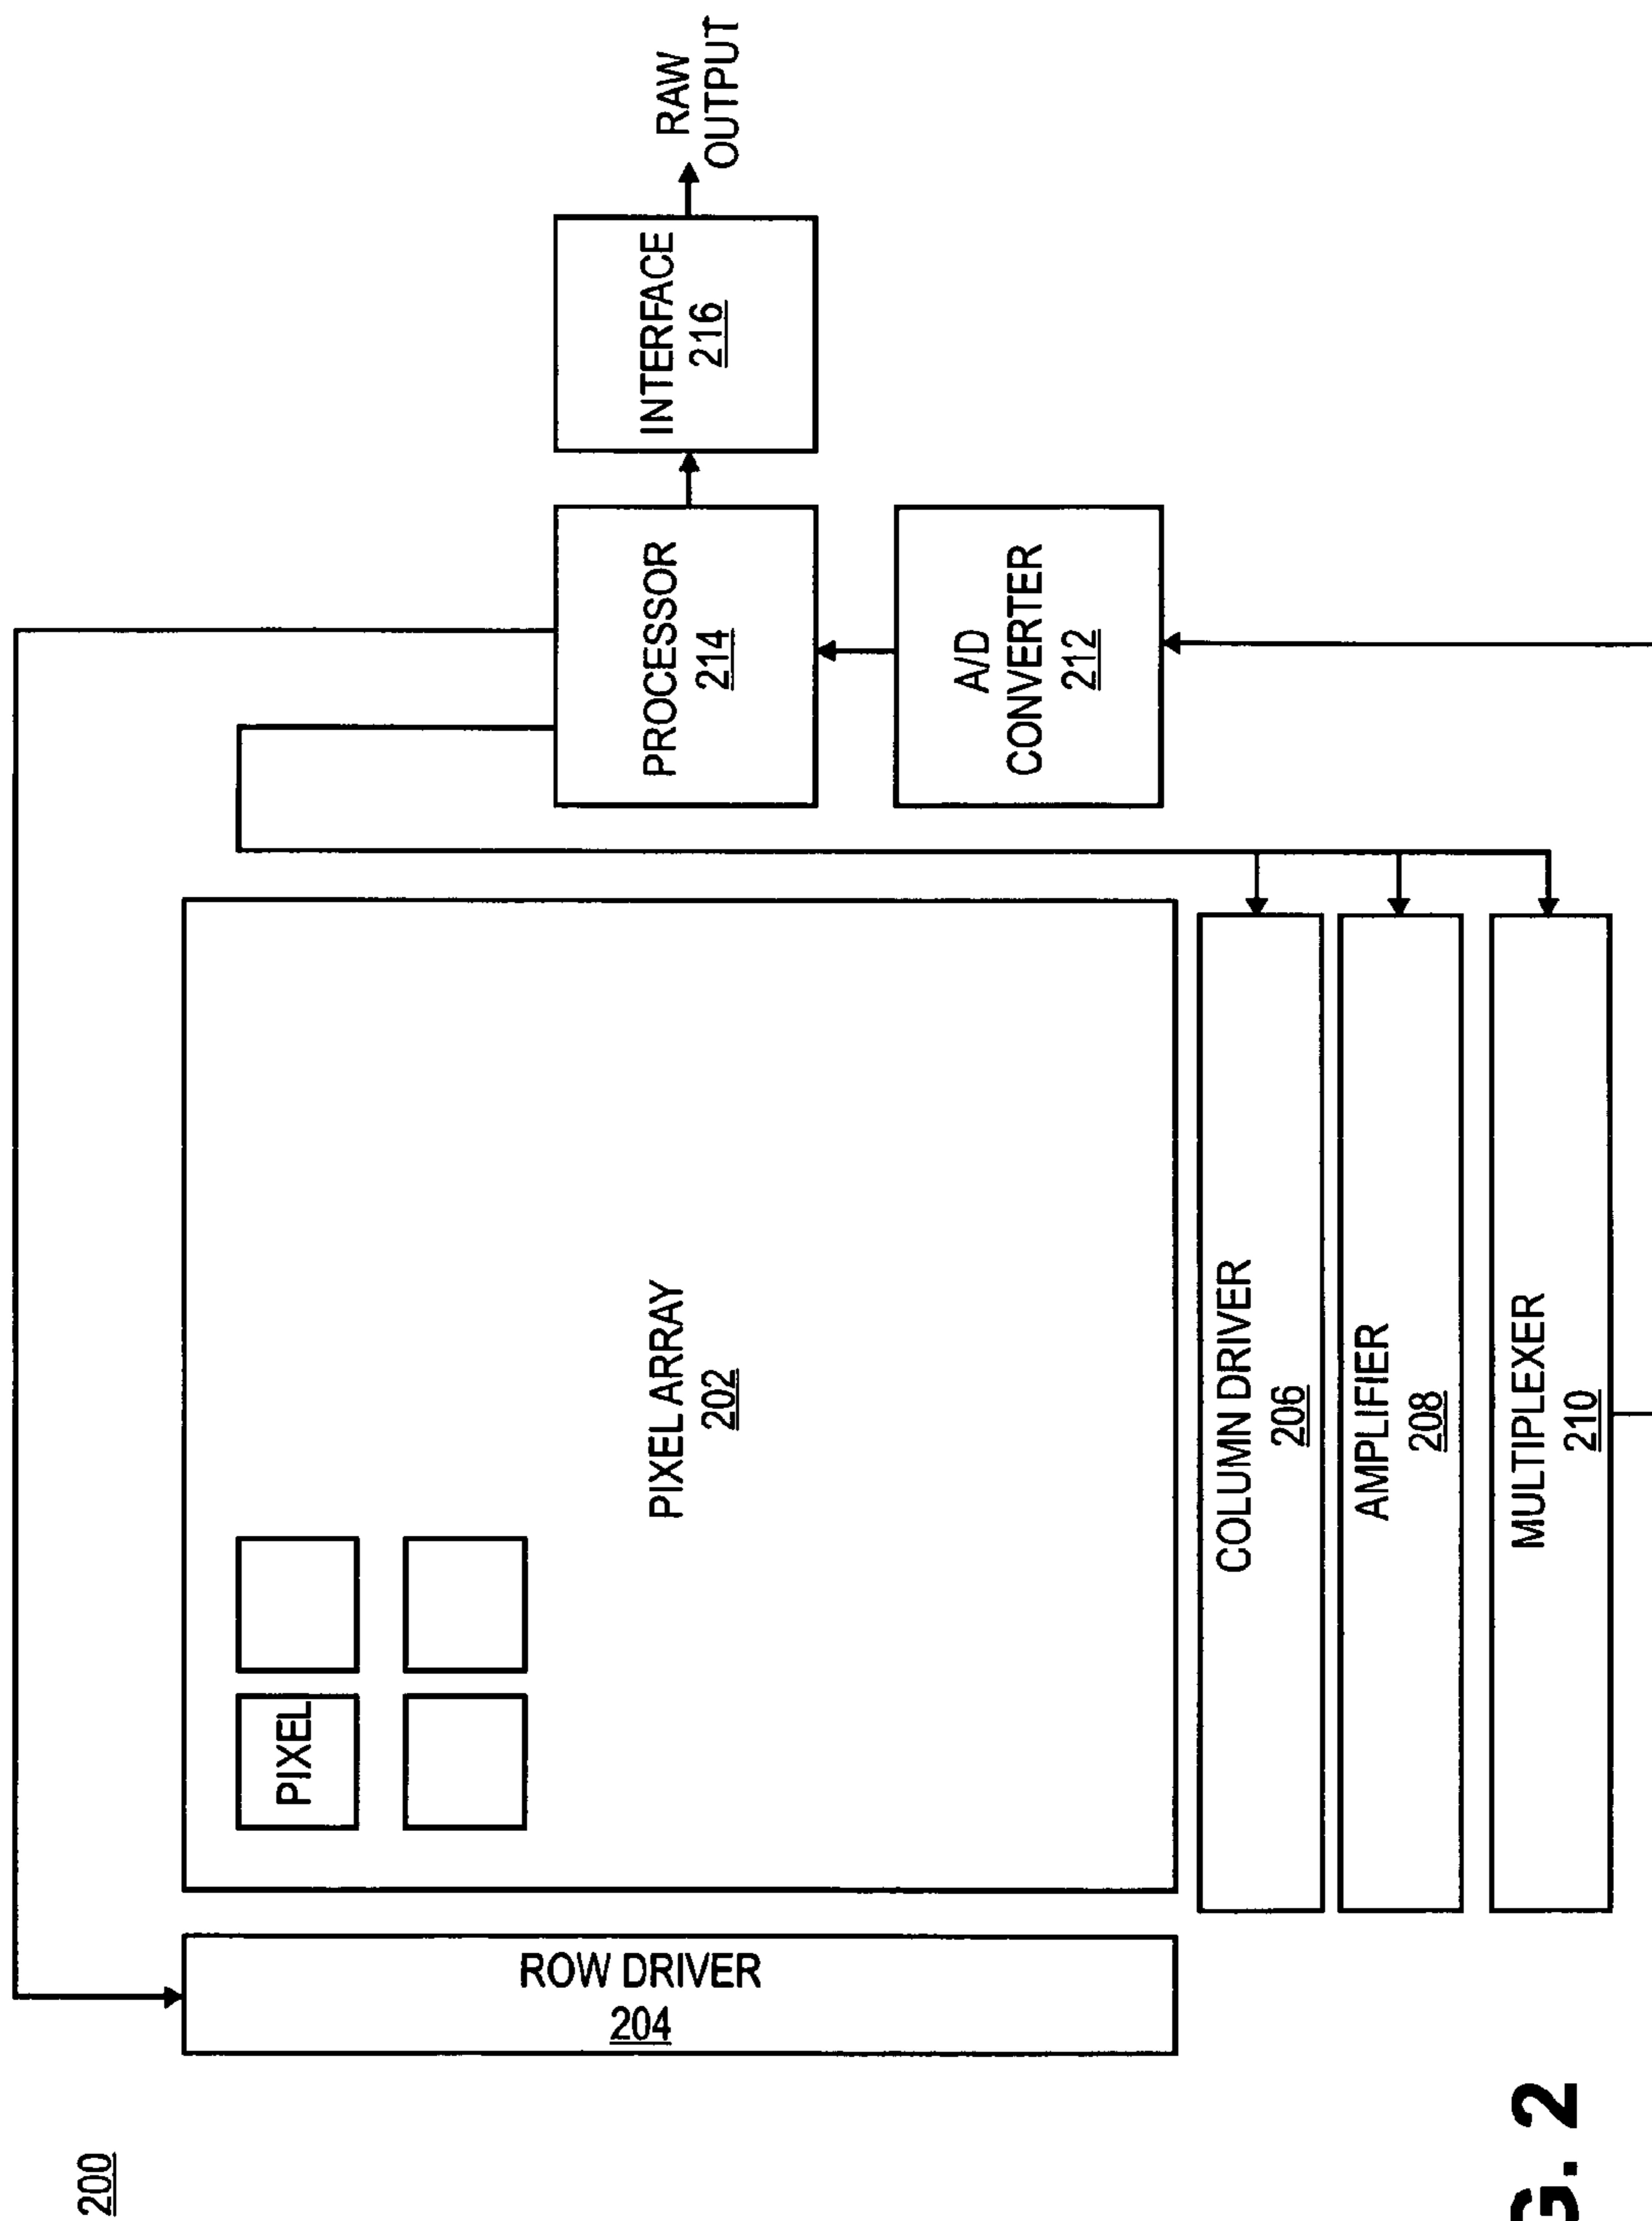 200
ROW DRIVER
204
PIXEL
PIXEL ARRAY
202
COLUMN DRIVER
206
AMPLIFIER
208
MULTIPLEXER
210
PROCESSOR
214
A/D
CONVERTER
212
INTERFACE
216
RAW
OUTPUT
G. 2